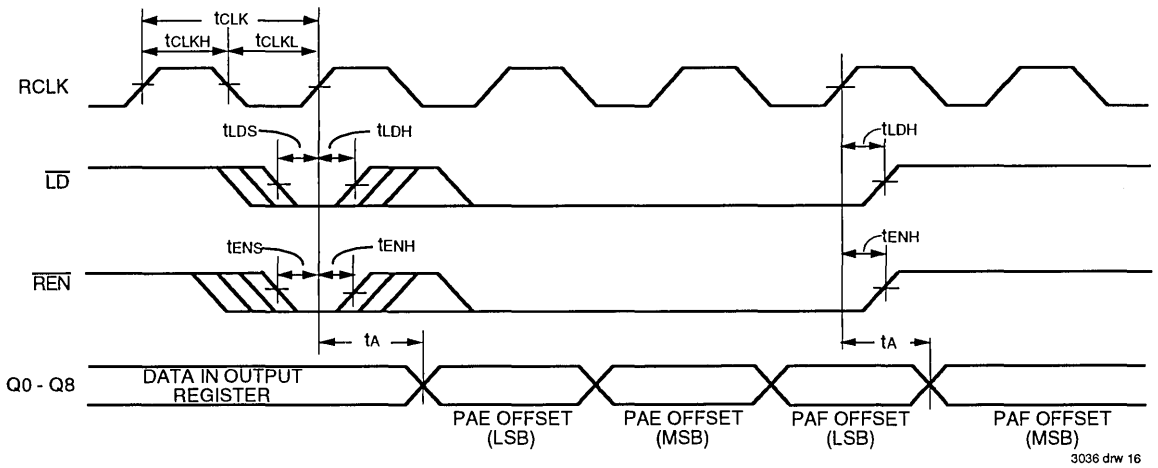 tCLK
tCLKH
tCLKL
RCLK
tLDS
tLDH
tLDH
LD
tENS
tENH
tENH
REN
tA
tA
Q0 - Q8
DATA IN OUTPUT
REGISTER
PAE OFFSET
(LSB)
PAE OFFSET
(MSB)
PAF OFFSET
(LSB)
PAF OFFSET
(MSB)
3036 drw 16